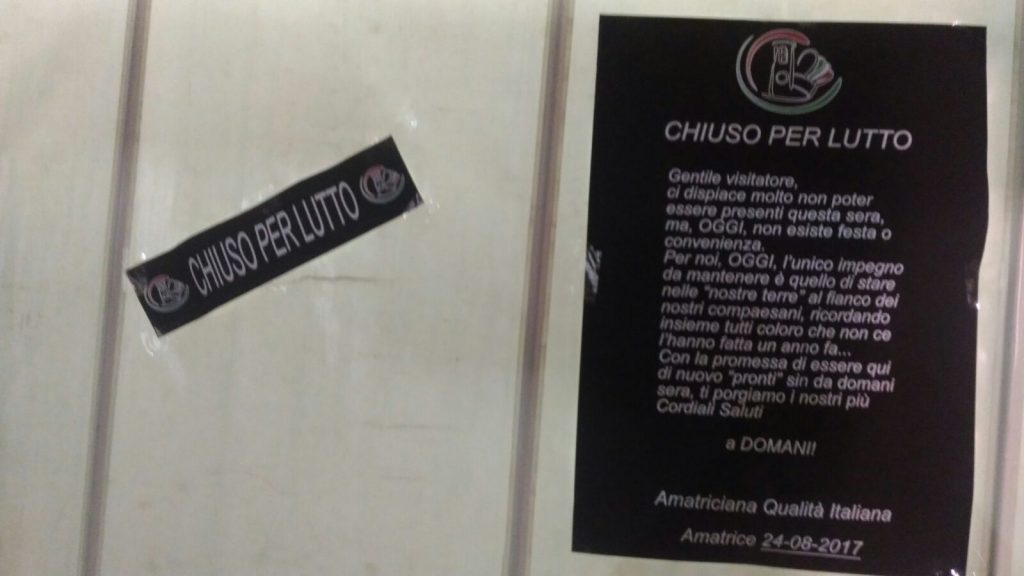 CHIUSO PER LUTTO
CHIUSO PER LUTTO
Gentile visitatore,
ci dispiace molto non poter
essere presenti questa sera,
ma, OGGI, non esiste festa o
convenienza.
Per noi, OGGI, l'unico impegno
da mantenere è quello di stare
nelle "nostre terre" al fianco dei
nostri compaesani, ricordando
insieme tutti coloro che non ce
l'hanno fatta un anno fa...
Con la promessa di essere qui
di nuovo "pronti" sin da domani
sera, ti porgiamo i nostri più
Cordiali Saluti
a DOMANI!
Amatriciana Qualità Italiana
Amatrice 24-08-2017